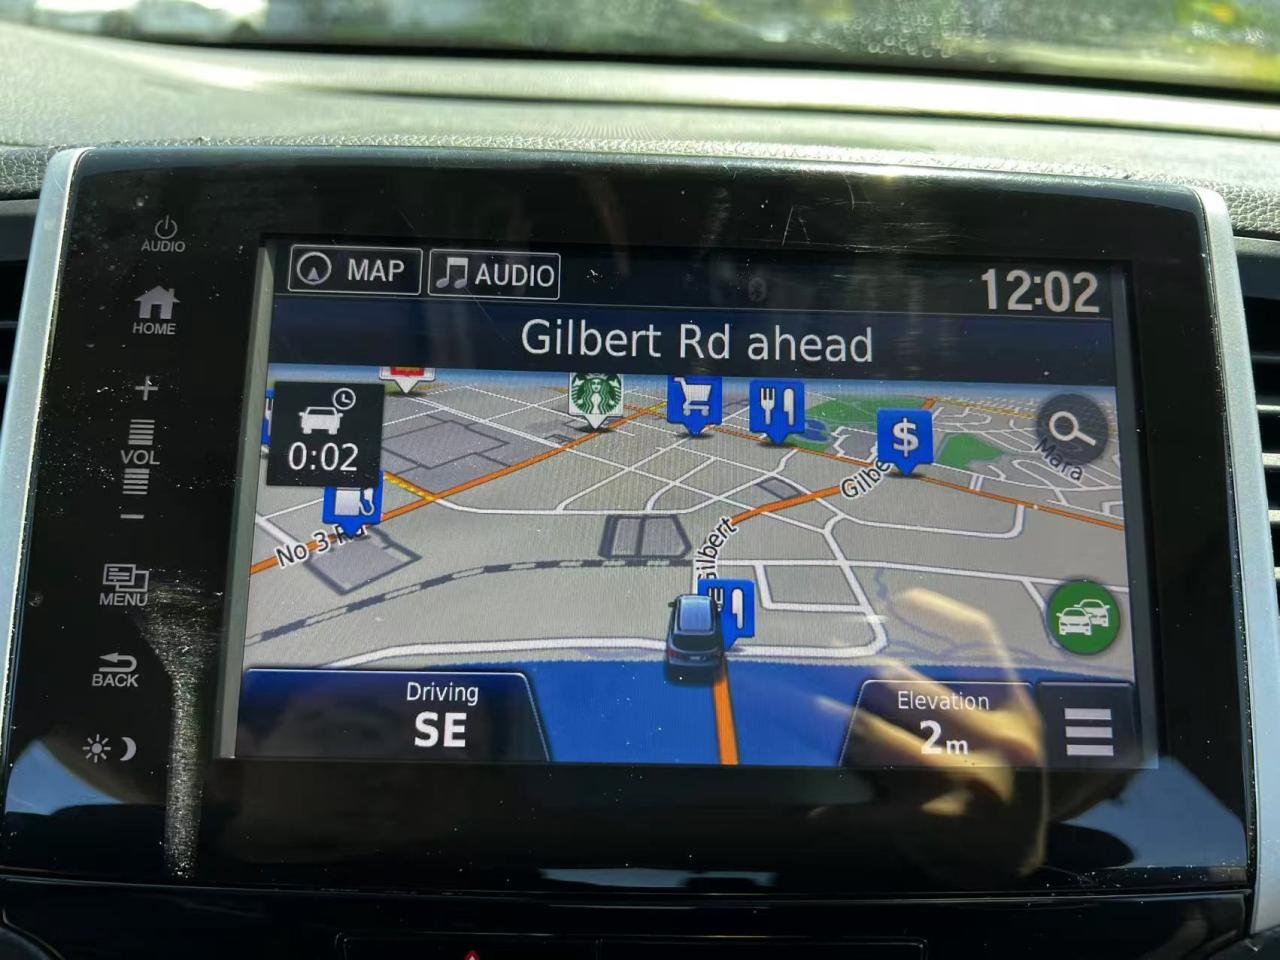 AUDIO
HOME
+
VOL
−
MENU
BACK
MAP
AUDIO
12:02
Gilbert Rd ahead
0:02
$
Mara
Gilbe
No 3 Rd
Gilbert
Driving
SE
Elevation
2m